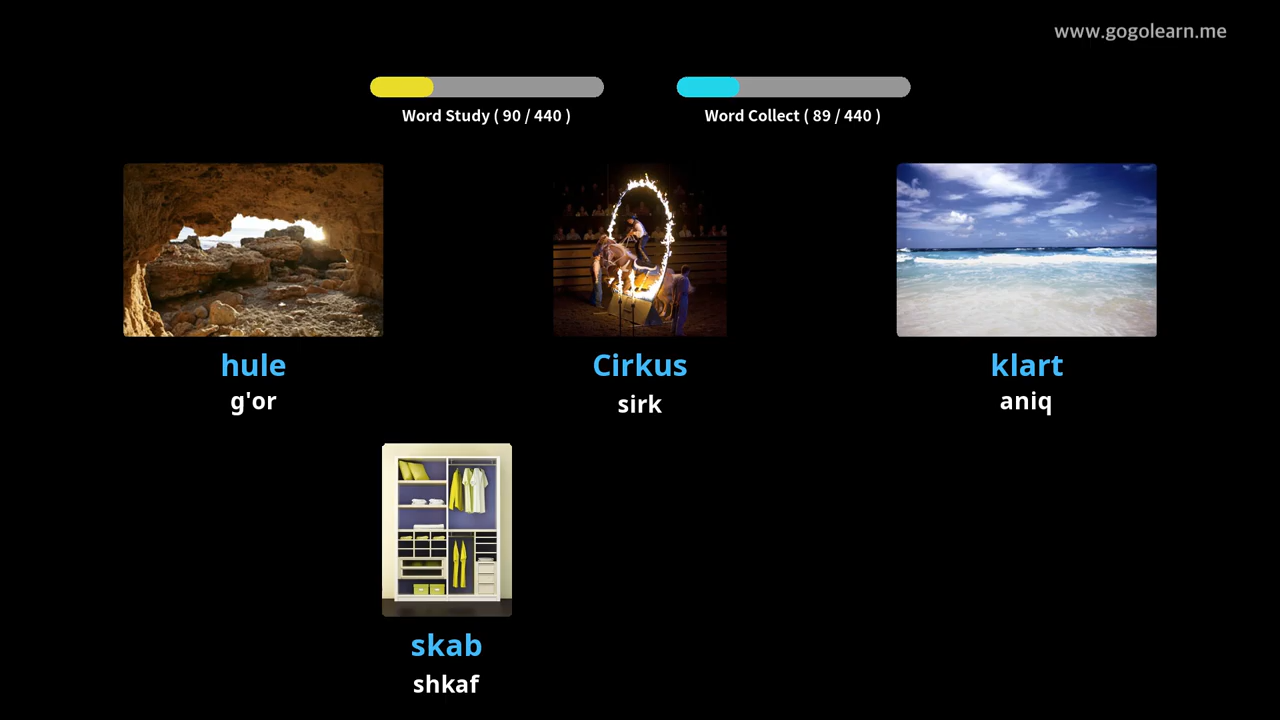 www.gogolearn.me
Word Study ( 90 / 440 )
Word Collect ( 89 / 440 )
hule
g'or
Cirkus
sirk
klart
aniq
skab
shkaf